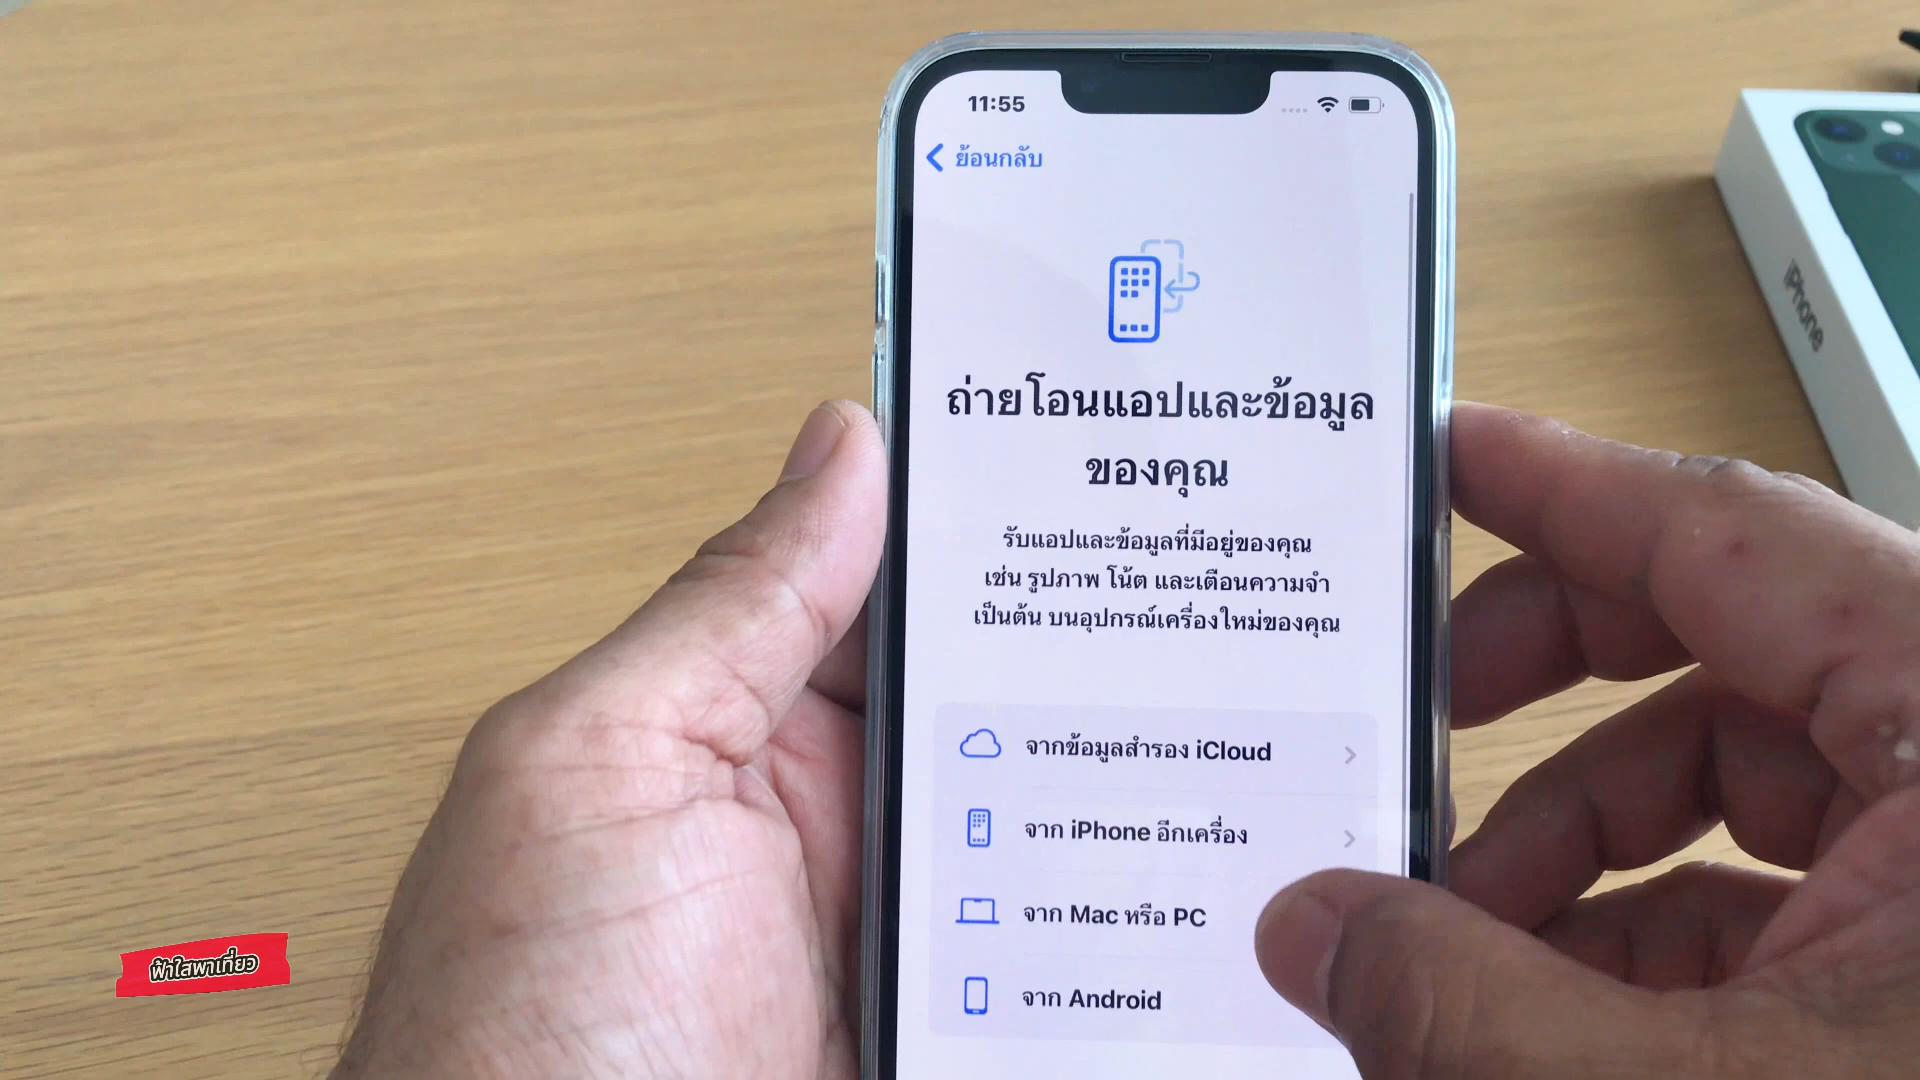 11:55
ย้อนกลับ
ถ่ายโอนแอปและข้อมูล
ของคุณ
รับแอปและข้อมูลที่มีอยู่ของคุณ
เช่น รูปภาพ โน้ต และเตือนความจำ
เป็นต้น บนอุปกรณ์เครื่องใหม่ของคุณ
จากข้อมูลสำรอง iCloud
จาก iPhone อีกเครื่อง
จาก Mac หรือ PC
จาก Android
iPhone
ฟ้าใสพาเที่ยว